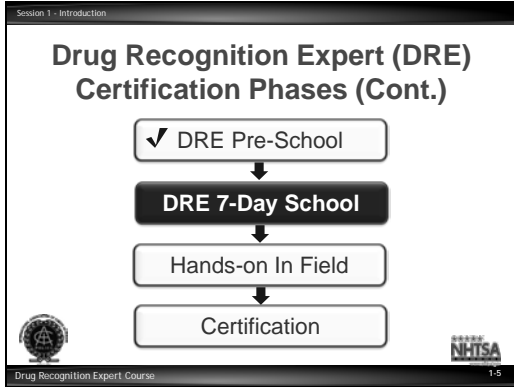 Session 1 - Introduction
Drug Recognition Expert (DRE)
Certification Phases (Cont.)
DRE Pre-School
DRE 7-Day School
Hands-on In Field
Certification
NHTSA
Drug Recognition Expert Course
1-5